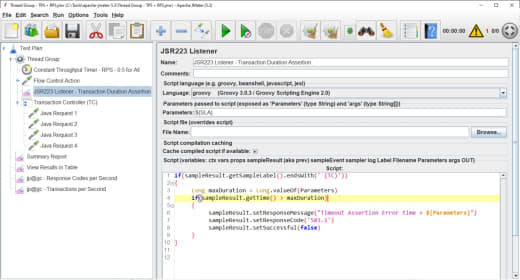 Thread Group - TPS + RPS.jmx (C:\Tools\apache-jmeter-5.3\Thread Group - TPS + RPS.jmx) - Apache JMeter (5.3)
File Edit Search Run Options Tools Help
00:00:00 1 0/0
Test Plan
Thread Group
Constant Throughput Timer - RPS - 0.5 for All
Flow Control Action
JSR223 Listener - Transaction Duration Assertion
Transaction Controller (TC)
Java Request 1
Java Request 2
Java Request 3
Java Request 4
Summary Report
View Results in Table
jp@gc - Response Codes per Second
jp@gc - Transactions per Second
JSR223 Listener
Name: JSR223 Listener - Transaction Duration Assertion
Comments:
Script language (e.g. groovy, beanshell, javascript, jexl)
Language: groovy (Groovy 3.0.3 / Groovy Scripting Engine 2.0)
Parameters passed to script (exposed as 'Parameters' (type String) and 'args' (type String[]))
Parameters: ${SLA}
Script file (overrides script)
File Name: Browse...
Script compilation caching
Cache compiled script if available:
Script (variables: ctx vars props sampleResult (aka prev) sampleEvent sampler log Label Filename Parameters args OUT)
Script:
1 if(sampleResult.getSampleLabel().endsWith(' (TC)'))
2 {
3 Long maxDuration = Long.valueOf(Parameters)
4 if(sampleResult.getTime() > maxDuration)
5 {
6 sampleResult.setResponseMessage("Timeout Assertion Error time > ${Parameters}")
7 sampleResult.setResponseCode('503.1')
8 sampleResult.setSuccessful(false)
9 }
10 }
11